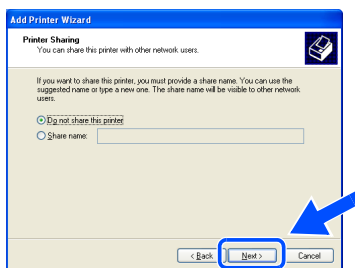 Add Printer Wizard
Printer Sharing
You can share this printer with other network users.
If you want to share this printer, you must provide a share name. You can use the
suggested name or type a new one. The share name will be visible to other network
users.
Do not share this printer
Share name:
< Back
Next >
Cancel